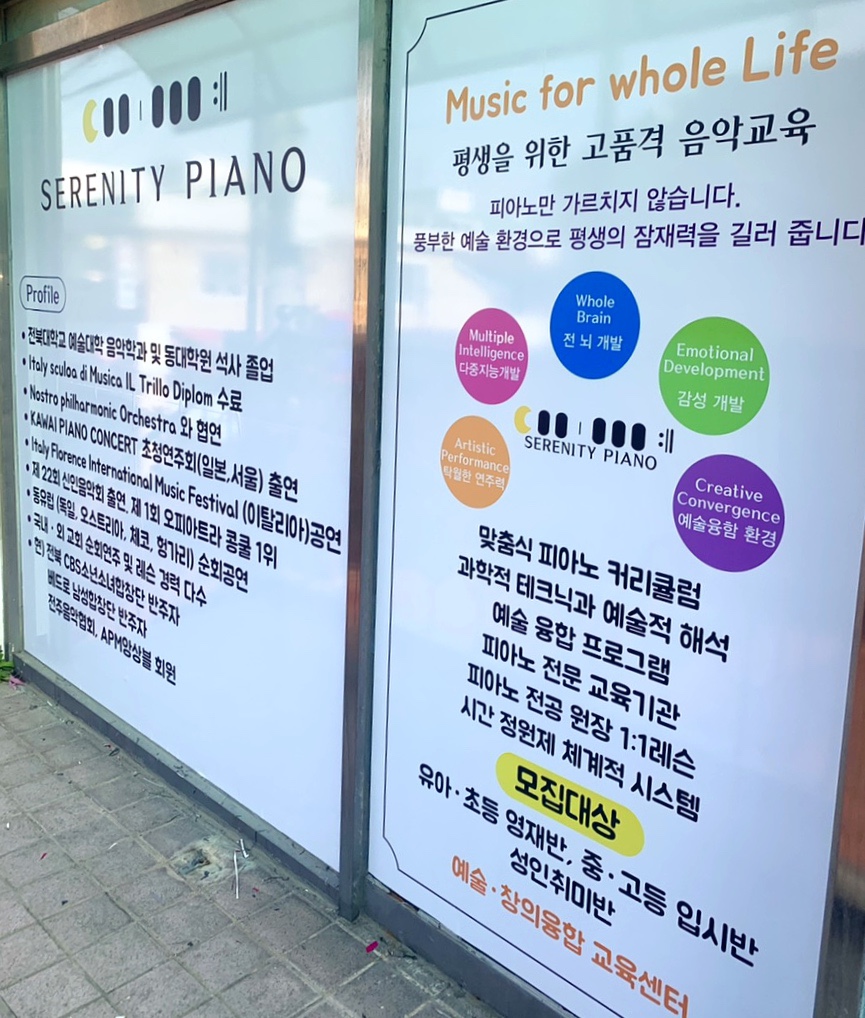 SERENITY PIANO
Profile
• 전북대학교 예술대학 음악학과 및 동대학원 석사 졸업
• Italy sculoa di Musica IL Trillo Diplom 수료
• Nostro philharmonic Orchestra 와 협연
• KAWAI PIANO CONCERT 초청연주회(일본,서울) 출연
• Italy Florence International Music Festival (이탈리아)공연
• 제 22회 신인음악회 출연, 제 1회 오피아트라 콩쿨 1위
• 동유럽 (독일, 오스트리아, 체코, 헝가리) 순회공연
• 국내·외 교회 순회연주 및 레슨 경력 다수
• 현) 전북 CBS소년소녀합창단 반주자
베드로 남성합창단 반주자
전주음악협회, APM앙상블 회원
Music for whole Life
평생을 위한 고품격 음악교육
피아노만 가르치지 않습니다.
풍부한 예술 환경으로 평생의 잠재력을 길러 줍니다
Whole
Brain
전 뇌 개발
Multiple
Intelligence
다중지능개발
Emotional
Development
감성 개발
Artistic
Performance
탁월한 연주력
SERENITY PIANO
Creative
Convergence
예술융합 환경
맞춤식 피아노 커리큘럼
과학적 테크닉과 예술적 해석
예술 융합 프로그램
피아노 전문 교육기관
피아노 전공 원장 1:1레슨
시간 정원제 체계적 시스템
모집대상
유아·초등 영재반, 중·고등 입시반
성인취미반
예술·창의융합 교육센터